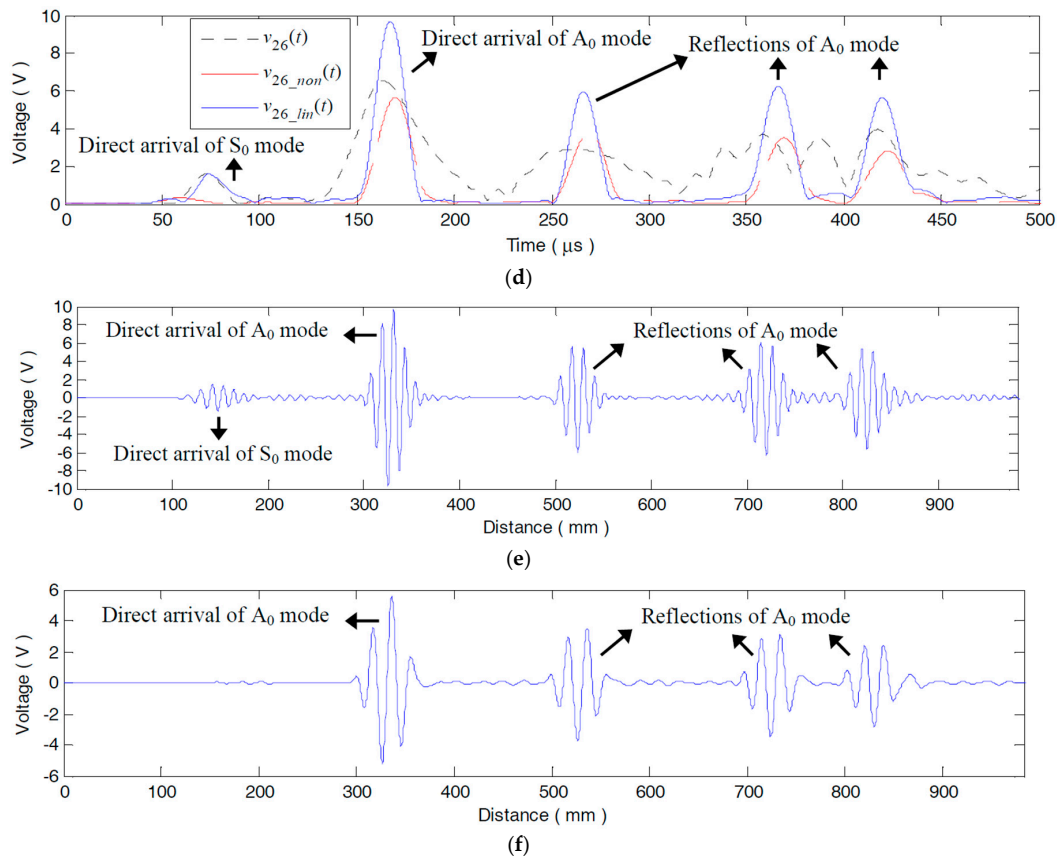 10
8
6
4
2
0
Voltage ( V )
v26(t)
v26_non(t)
v26_lin(t)
Direct arrival of A0 mode
Reflections of A0 mode
Direct arrival of S0 mode
0 50 100 150 200 250 300 350 400 450 500
Time ( μs )
(d)
10
8
6
4
2
0
-2
-4
-6
-8
-10
Voltage ( V )
Direct arrival of A0 mode
Reflections of A0 mode
Direct arrival of S0 mode
0 100 200 300 400 500 600 700 800 900
Distance ( mm )
(e)
6
4
2
0
-2
-4
6
Voltage ( V )
Direct arrival of A0 mode
Reflections of A0 mode
0 100 200 300 400 500 600 700 800 900
Distance ( mm )
(f)